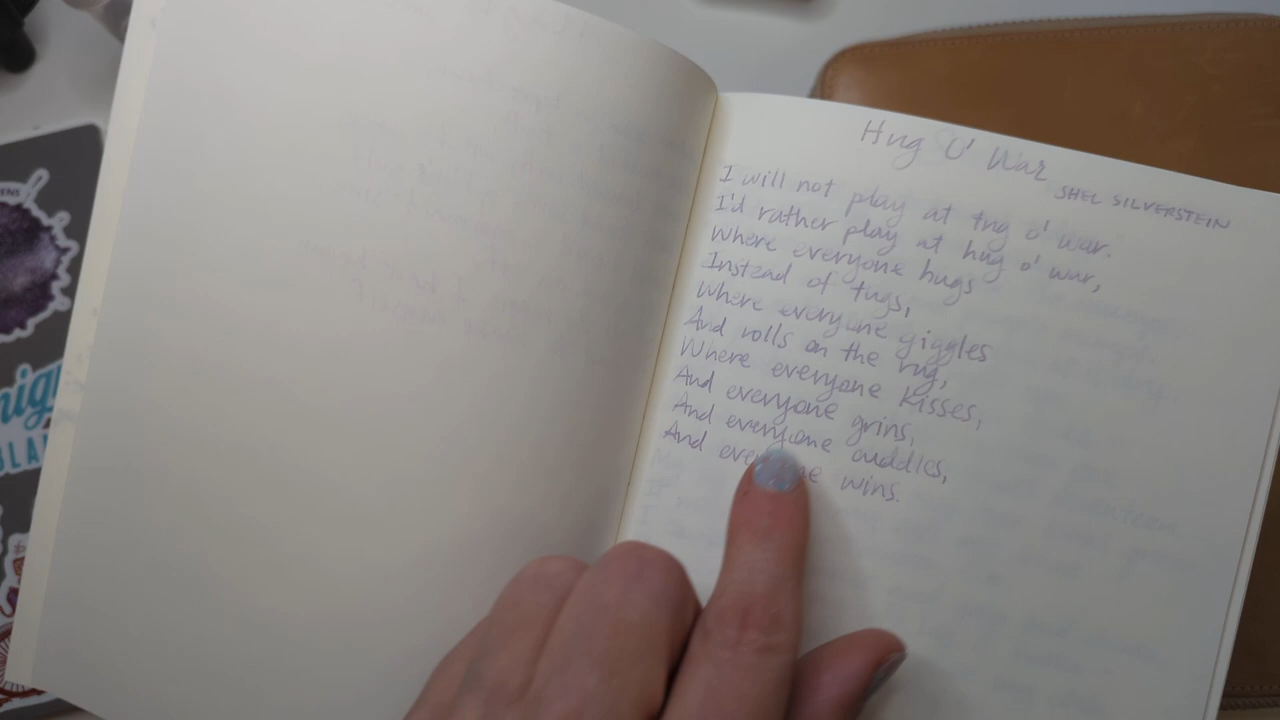 Hug O' War
SHEL SILVERSTEIN
I will not play at tug o' war.
I'd rather play at hug o' war,
Where everyone hugs
Instead of tugs,
Where everyone giggles
And rolls on the rug,
Where everyone kisses,
And everyone grins,
And everyone cuddles,
And everyone wins.